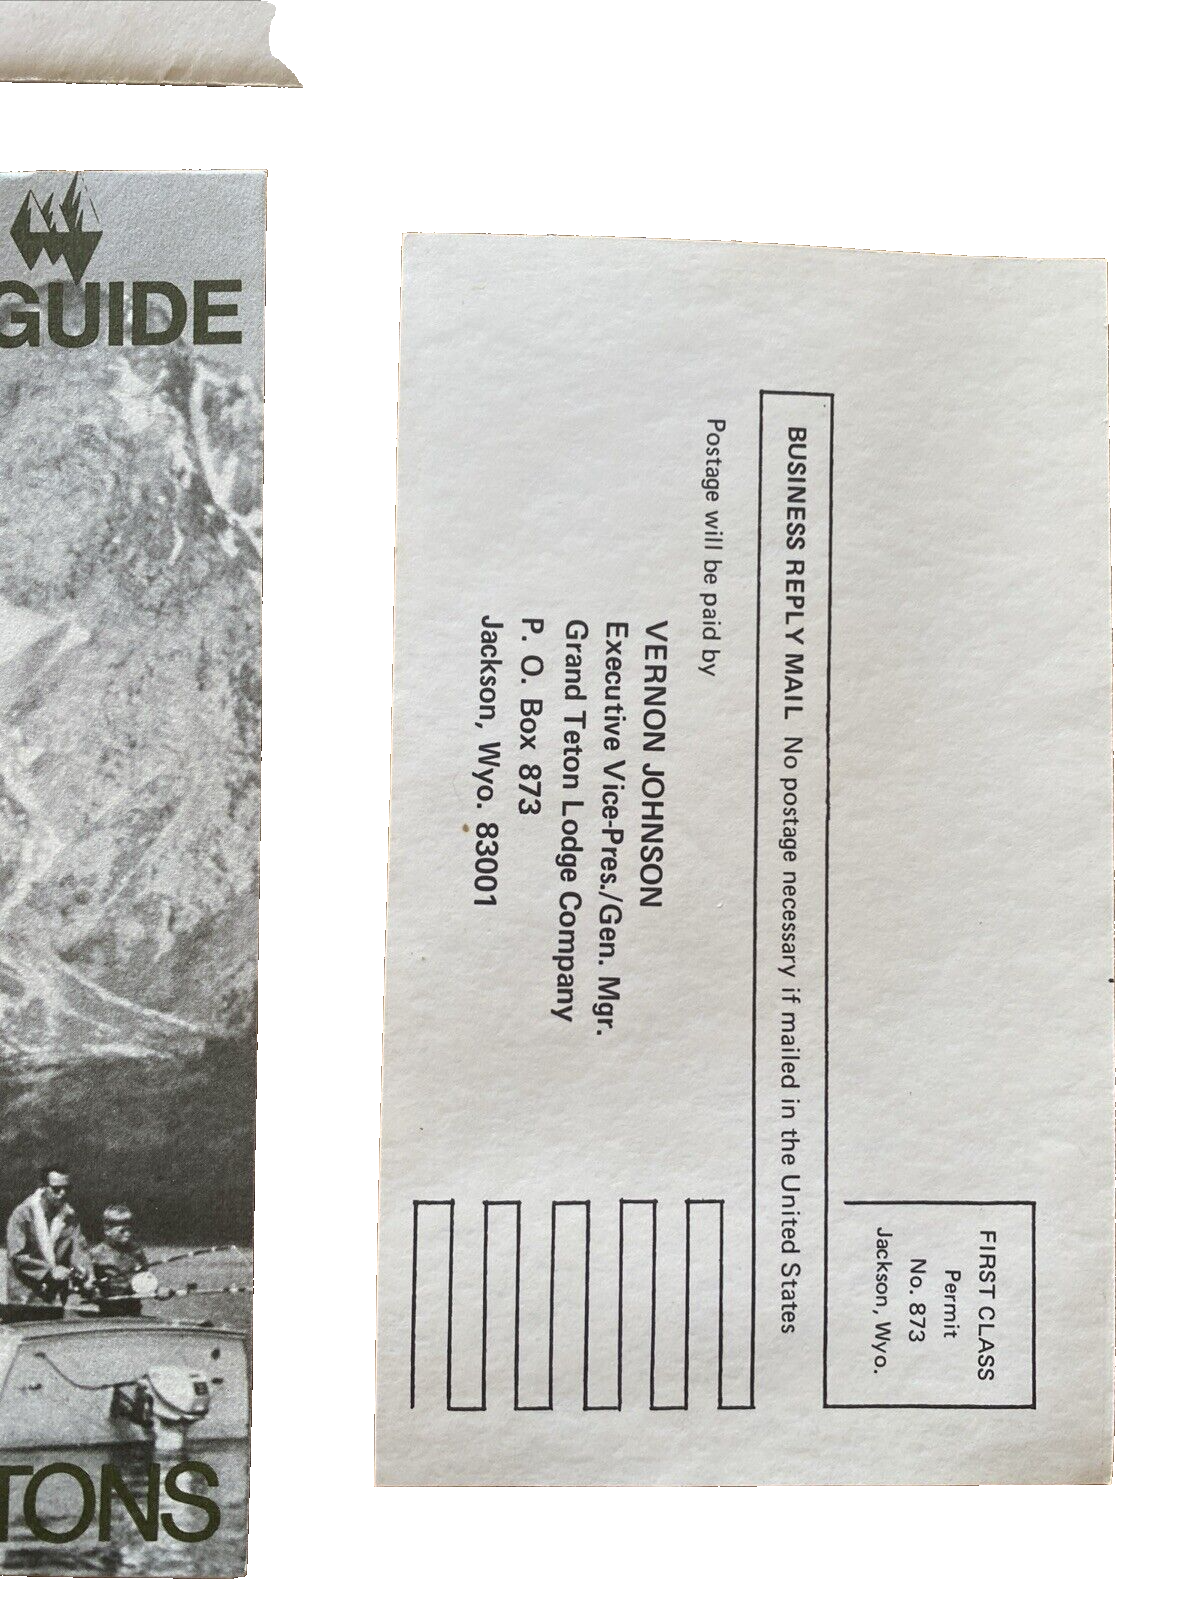 GUIDE
TONS
FIRST CLASS
Permit
No. 873
Jackson, Wyo.
BUSINESS REPLY MAIL No postage necessary if mailed in the United States
Postage will be paid by
VERNON JOHNSON
Executive Vice-Pres./Gen. Mgr.
Grand Teton Lodge Company
P. O. Box 873
Jackson, Wyo. 83001